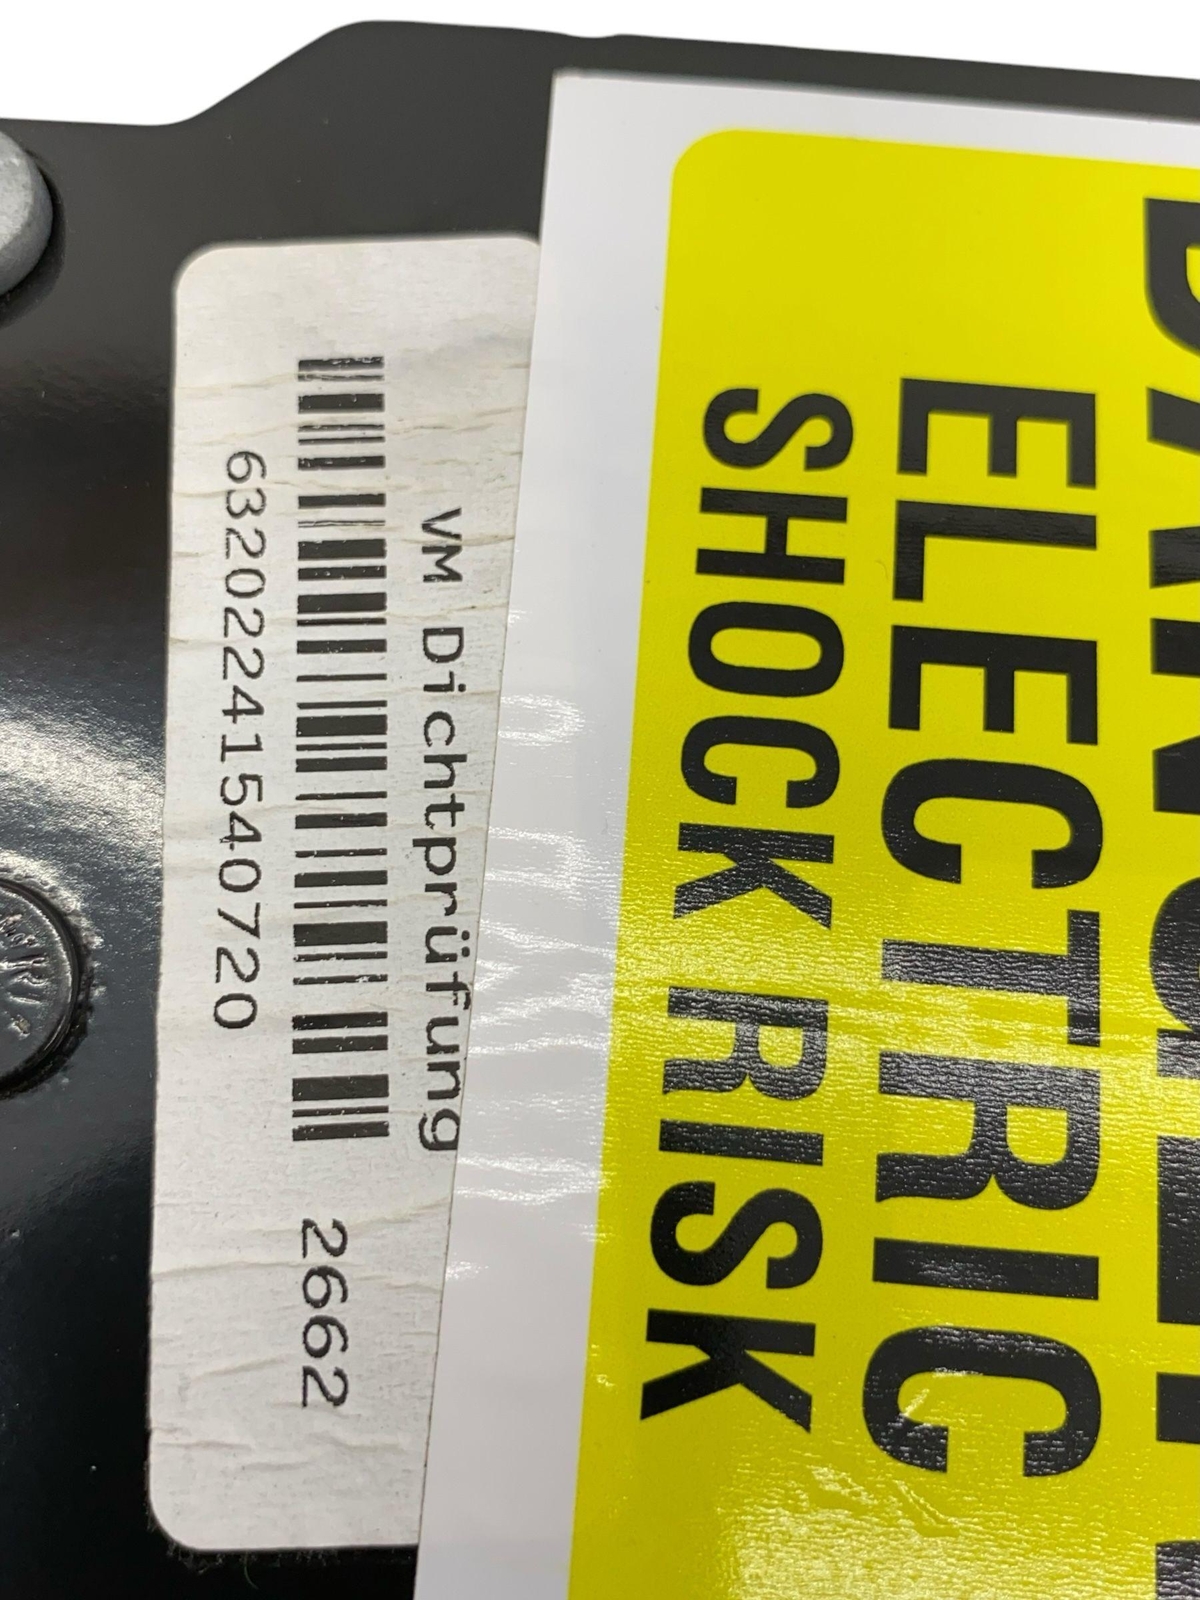 VM Dichtprüfung
63202241540720
2662
ELECTRIC
SHOCK RISK